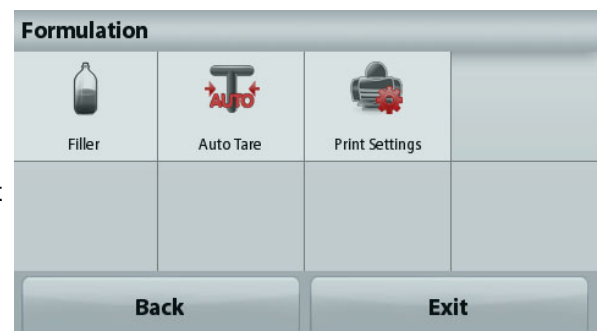 Formulation
AUTO
Filler
Auto Tare
Print Settings
Back
Exit